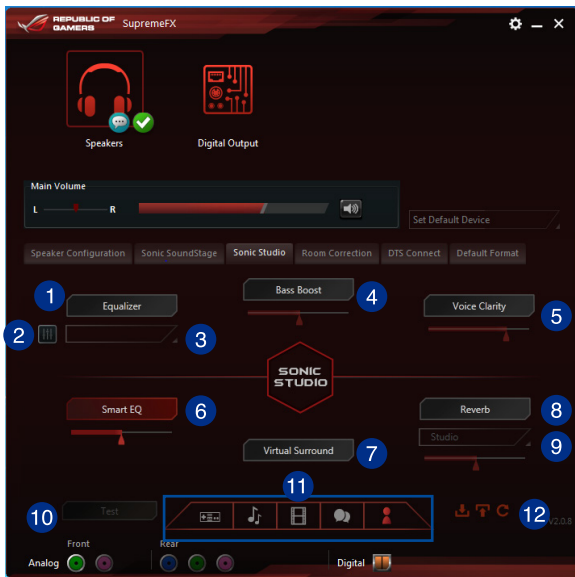 REPUBLIC OF
GAMERS
SupremeFX
Speakers
Digital Output
Main Volume
L
R
Set Default Device
Speaker Configuration
Sonic SoundStage
Sonic Studio
Room Correction
DTS Connect
Default Format
1
Equalizer
Bass Boost
4
Voice Clarity
5
2
3
SONIC
STUDIO
Smart EQ
6
Reverb
8
Virtual Surround
7
Studio
9
11
10
Test
12
V2.0.8
Front
Rear
Analog
Digital